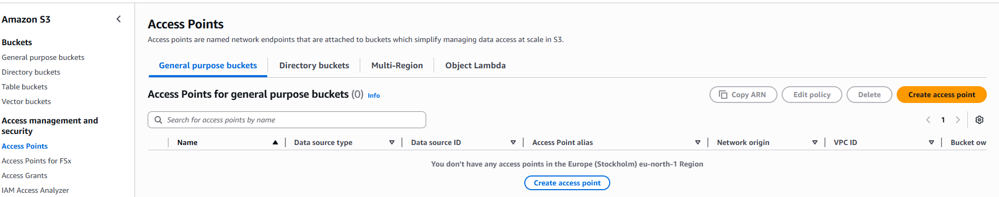 Amazon S3
Buckets
General purpose buckets
Directory buckets
Table buckets
Vector buckets
Access management and
security
Access Points
Access Points for FSx
Access Grants
IAM Access Analyzer
Access Points
Access points are named network endpoints that are attached to buckets which simplify managing data access at scale in S3.
General purpose buckets Directory buckets Multi-Region Object Lambda
Access Points for general purpose buckets (0) Info Copy ARN Edit policy Delete Create access point
Search for access points by name 1
Name Data source type Data source ID Access Point alias Network origin VPC ID Bucket ow
You don't have any access points in the Europe (Stockholm) eu-north-1 Region
Create access point